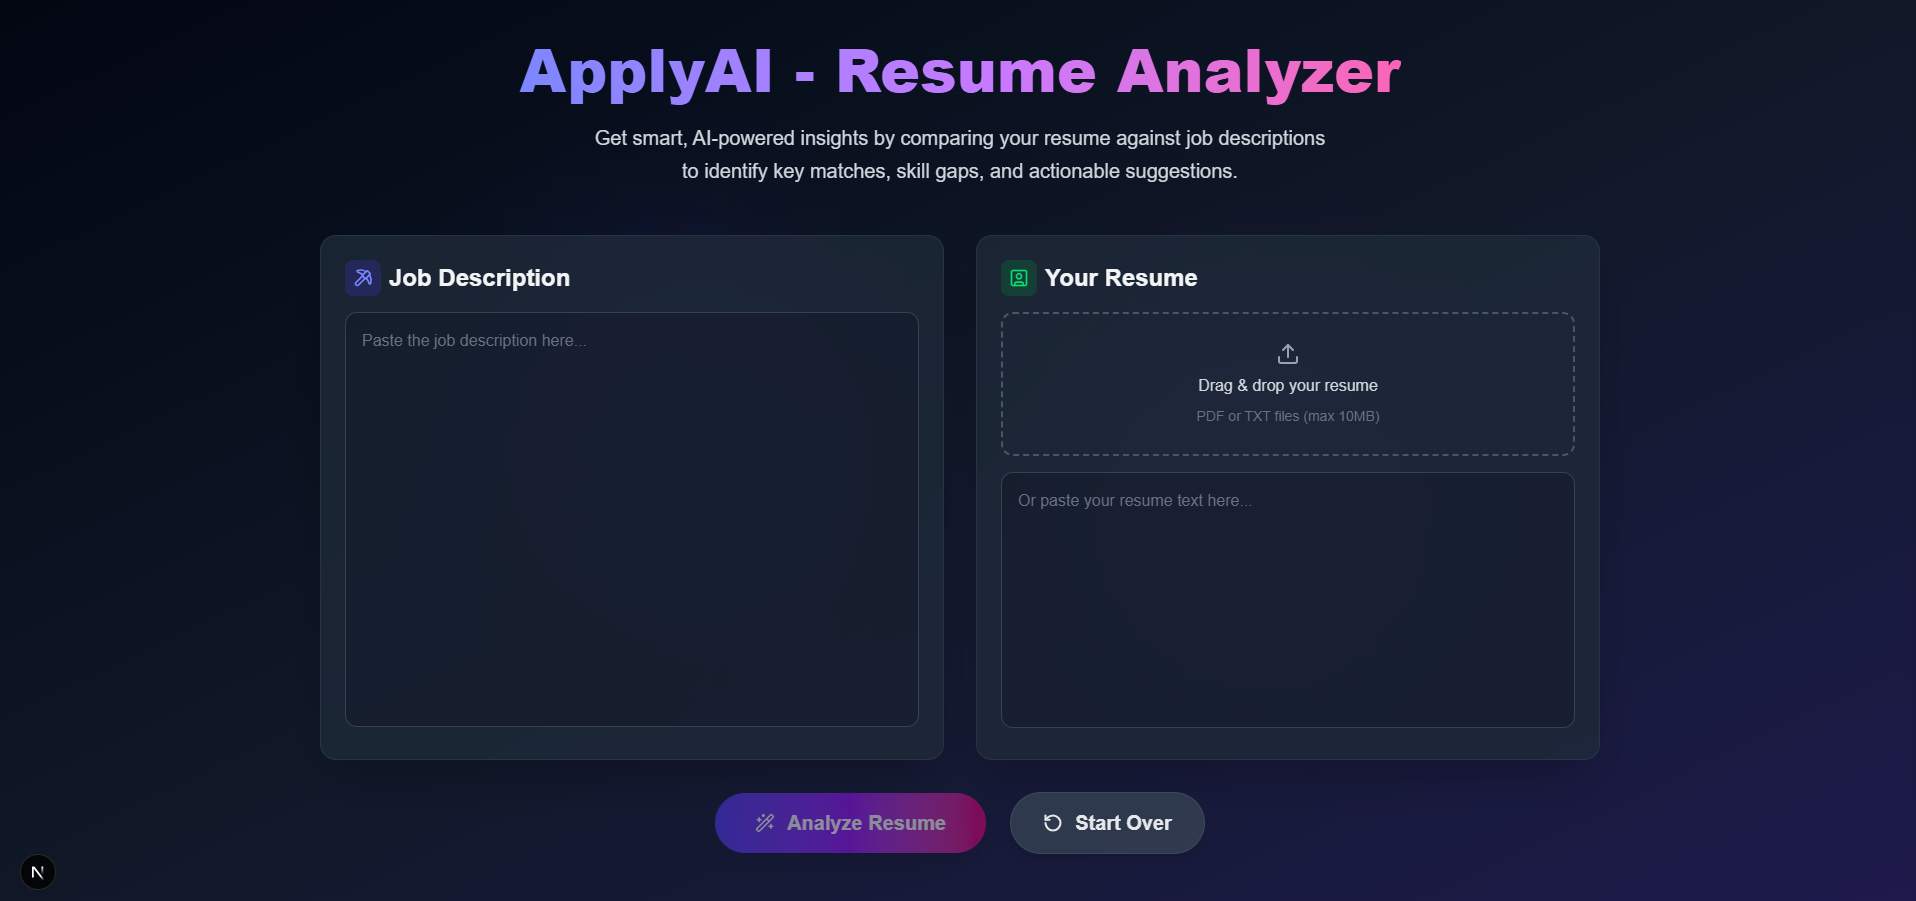 ApplyAI - Resume Analyzer
Get smart, AI-powered insights by comparing your resume against job descriptions
to identify key matches, skill gaps, and actionable suggestions.
Job Description
Paste the job description here...
Your Resume
Drag & drop your resume
PDF or TXT files (max 10MB)
Or paste your resume text here...
Analyze Resume
Start Over
N